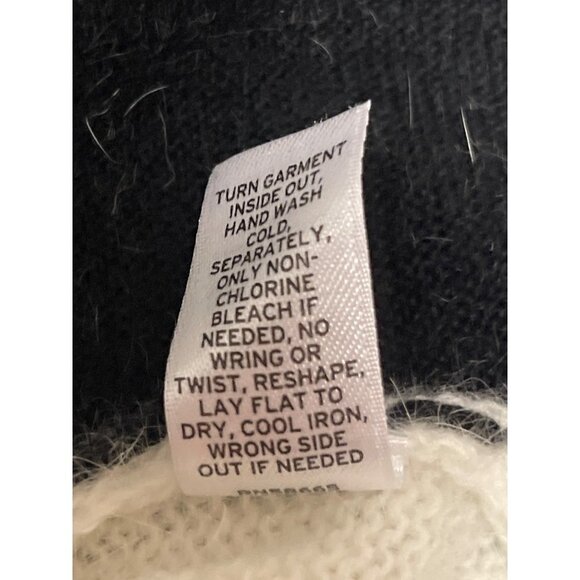 TURN GARMENT
INSIDE OUT,
HAND WASH
COLD,
SEPARATELY,
ONLY NON-
CHLORINE
BLEACH IF
NEEDED, NO
WRING OR
TWIST, RESHAPE,
LAY FLAT TO
DRY, COOL IRON,
WRONG SIDE
OUT IF NEEDED